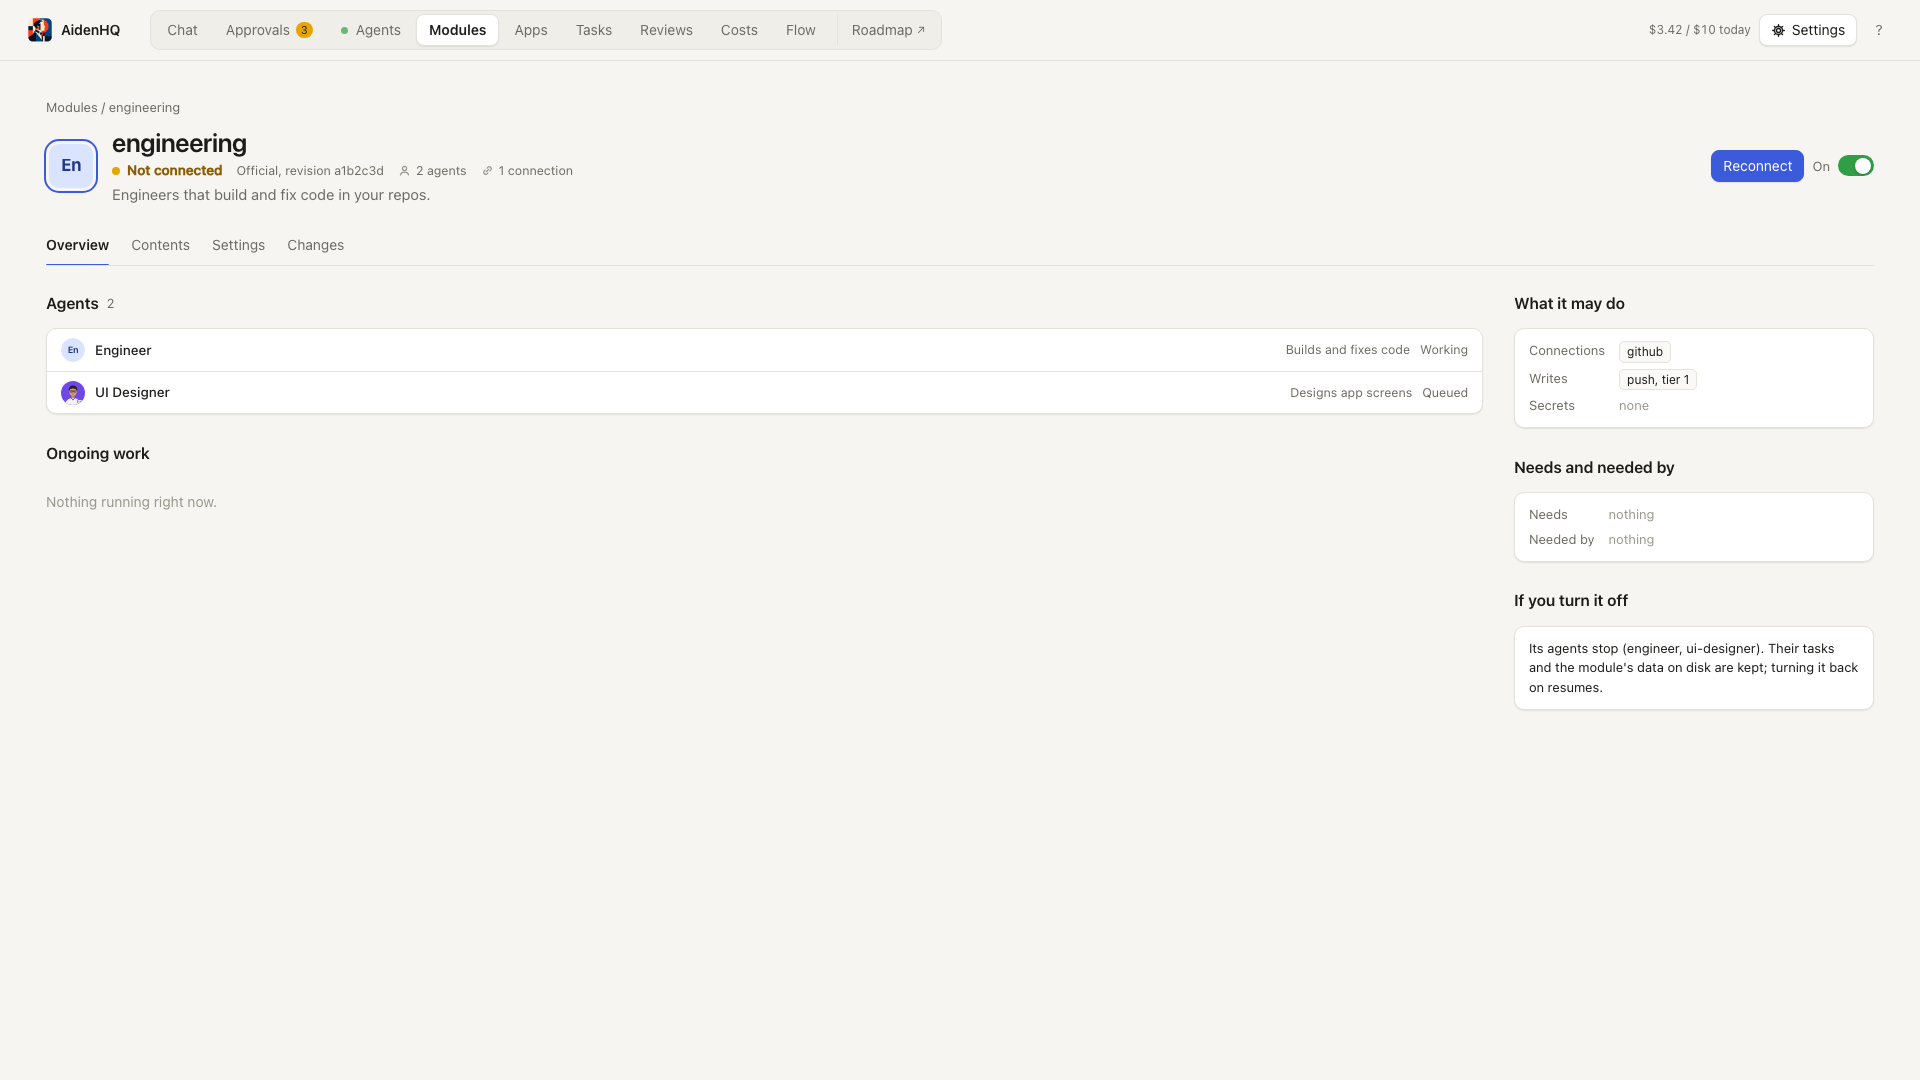 AidenHQ
Chat
Approvals 3
Agents
Modules
Apps
Tasks
Reviews
Costs
Flow
Roadmap ↗
$3.42 / $10 today
Settings
?
Modules / engineering
En
engineering
Not connected
Official, revision a1b2c3d
2 agents
1 connection
Engineers that build and fix code in your repos.
Reconnect
On
Overview
Contents
Settings
Changes
Agents 2
En Engineer Builds and fixes code Working
UI Designer Designs app screens Queued
Ongoing work
Nothing running right now.
What it may do
Connections github
Writes push, tier 1
Secrets none
Needs and needed by
Needs nothing
Needed by nothing
If you turn it off
Its agents stop (engineer, ui-designer). Their tasks
and the module's data on disk are kept; turning it back
on resumes.